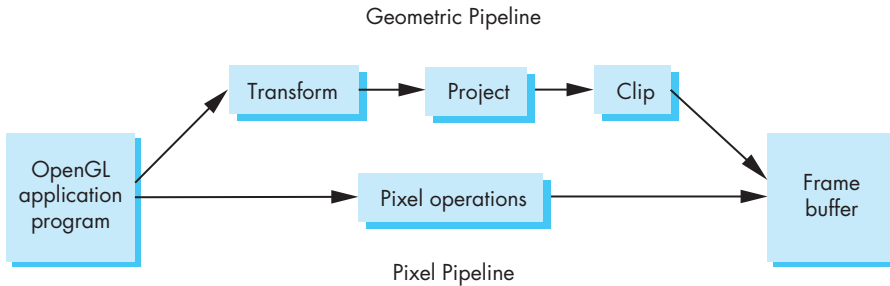 Geometric Pipeline
Transform
Project
Clip
OpenGL
application
program
Pixel operations
Frame
buffer
Pixel Pipeline